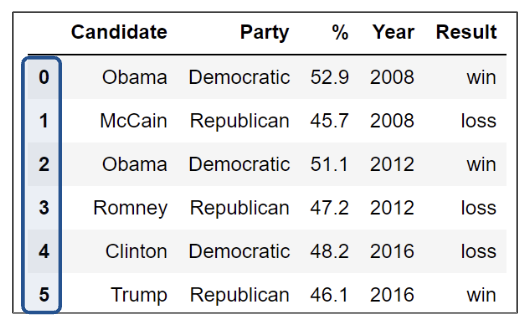 Candidate Party % Year Result
0 Obama Democratic 52.9 2008 win
1 McCain Republican 45.7 2008 loss
2 Obama Democratic 51.1 2012 win
3 Romney Republican 47.2 2012 loss
4 Clinton Democratic 48.2 2016 loss
5 Trump Republican 46.1 2016 win